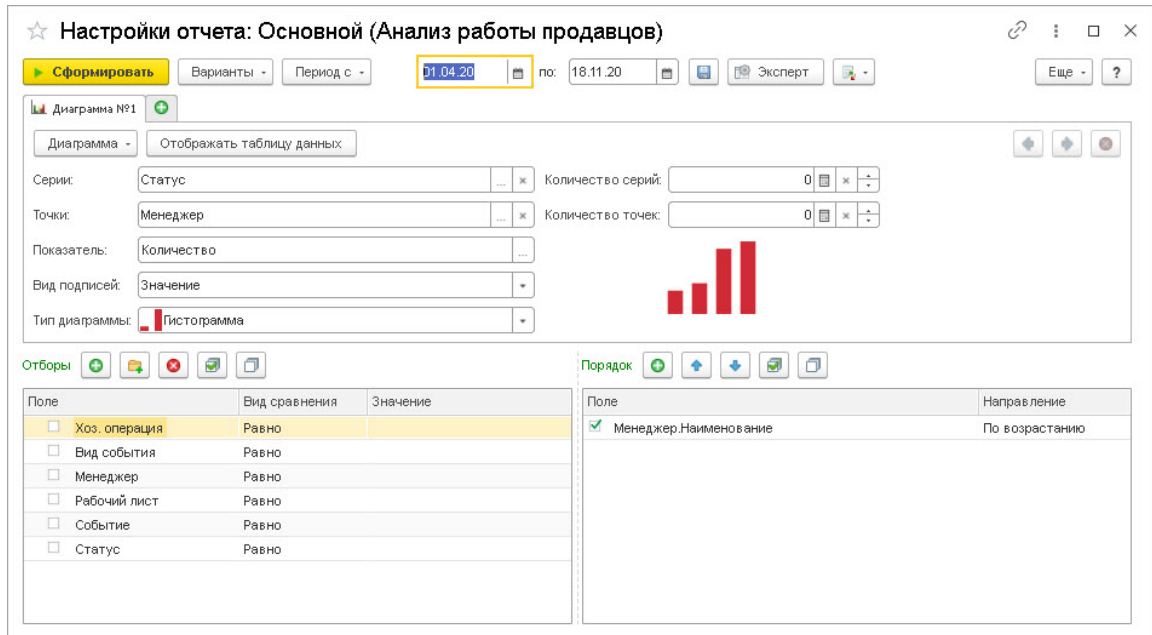 Настройки отчета: Основной (Анализ работы продавцов)
Сформировать Варианты Период с 01.04.20 по: 18.11.20 Эксперт Еще ?
Диаграмма №1
Диаграмма Отображать таблицу данных
Серии: Статус ... × Количество серий: 0 ×
Точки: Менеджер ... × Количество точек: 0 ×
Показатель: Количество ...
Вид подписей: Значение
Тип диаграммы: Гистограмма
Отборы Порядок
Поле Вид сравнения Значение Поле Направление
Хоз. операция Равно Менеджер.Наименование По возрастанию
Вид события Равно
Менеджер Равно
Рабочий лист Равно
Событие Равно
Статус Равно